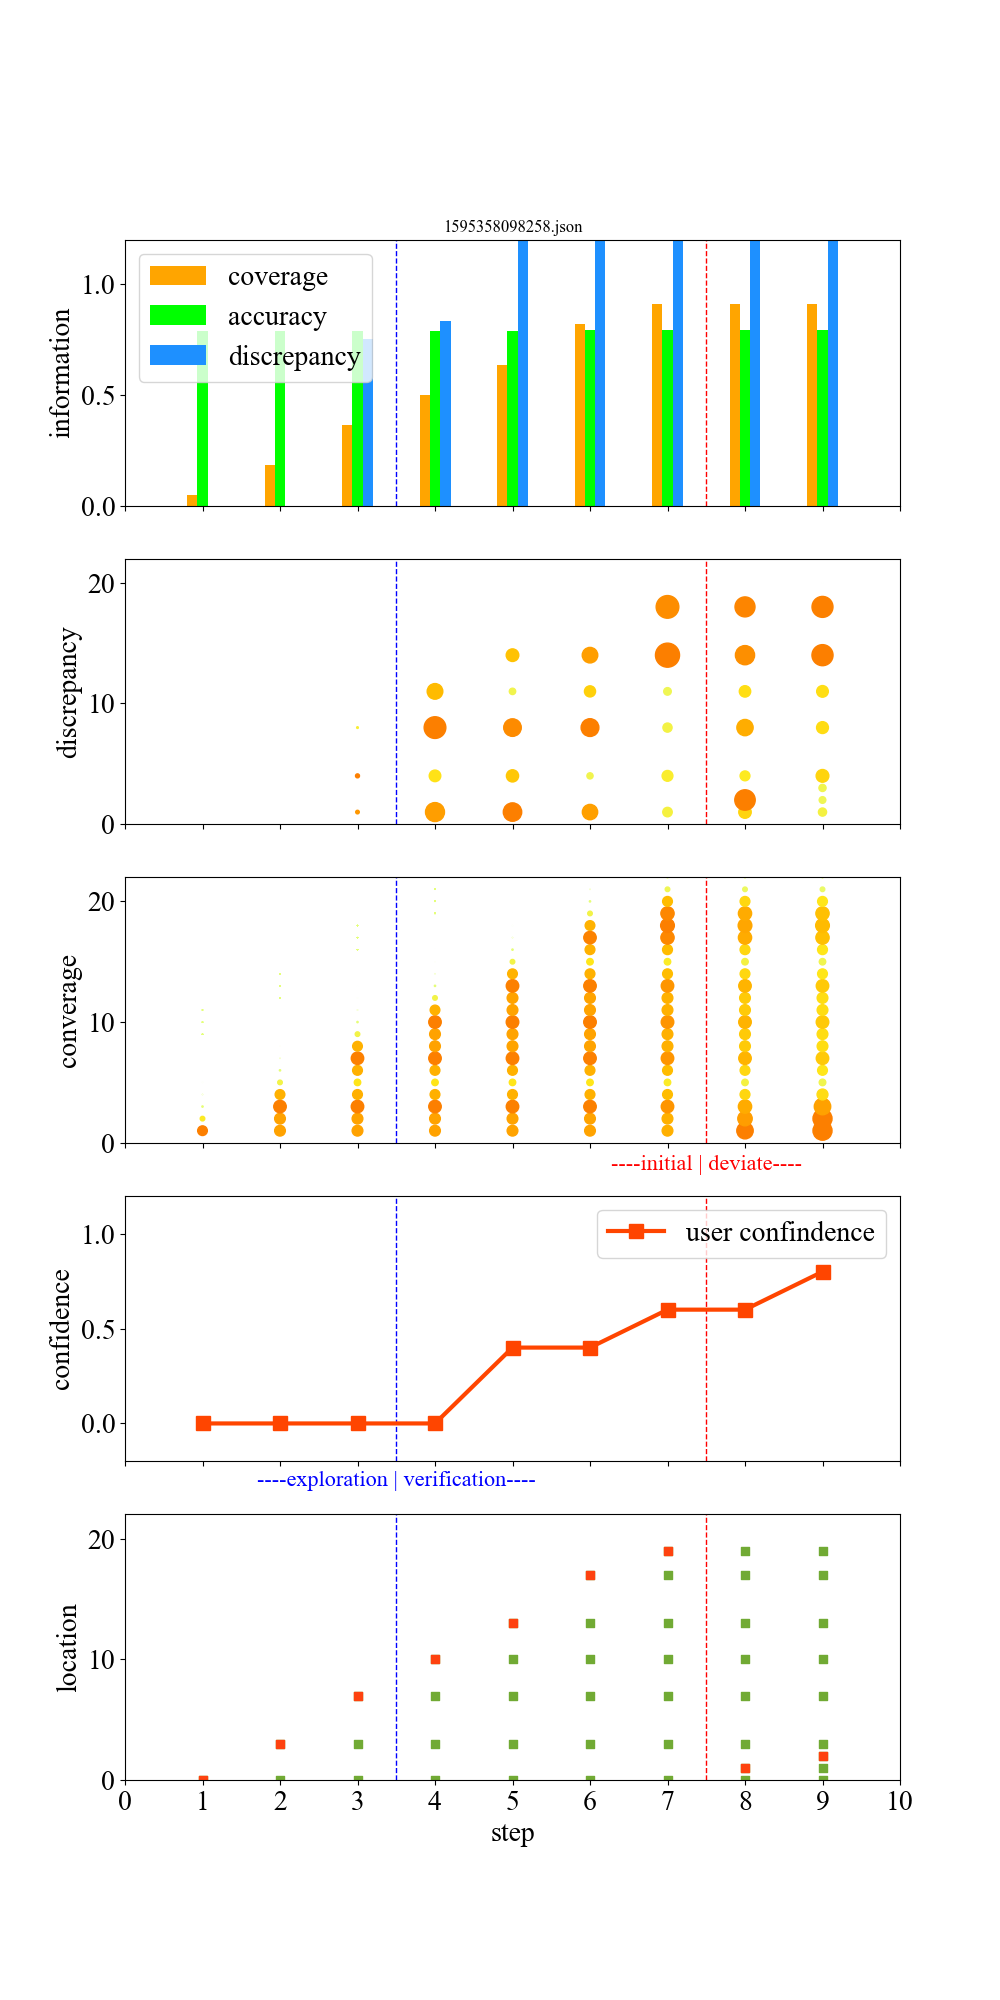 1595358098258.json
coverage
accuracy
discrepancy
information
1.0
0.5
0.0
discrepancy
20
10
0
converage
20
10
0
----initial | deviate----
user confindence
confidence
1.0
0.5
0.0
----exploration | verification----
location
20
10
0
0 1 2 3 4 5 6 7 8 9 10
step